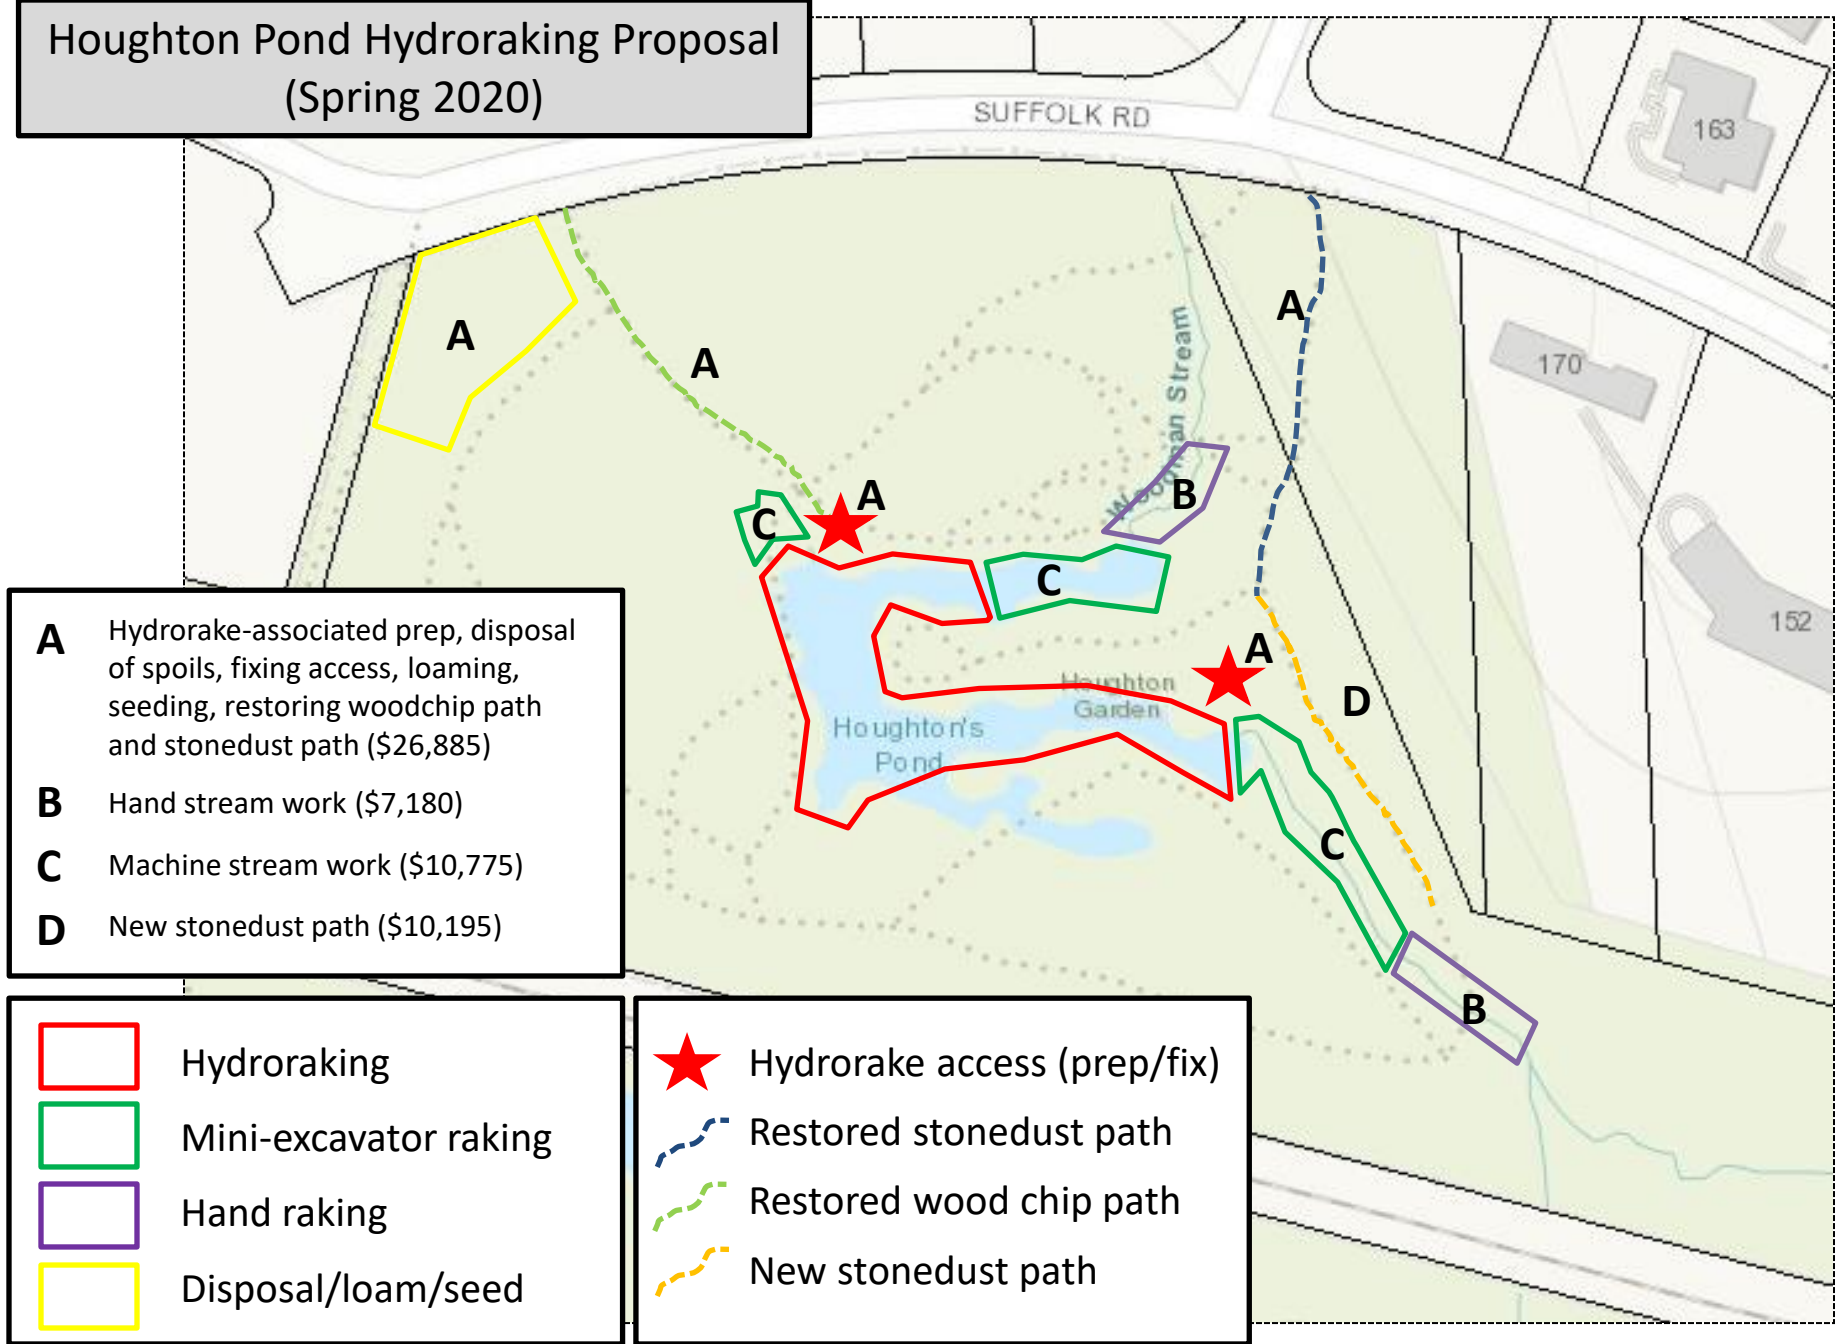 Houghton Pond Hydroraking Proposal
(Spring 2020)
SUFFOLK RD
163
A
A
A
Woodman Stream
170
A
B
C
C
152
A
Houghton
Garden
D
Houghton's
Pond
C
B
A Hydrorake-associated prep, disposal
of spoils, fixing access, loaming,
seeding, restoring woodchip path
and stonedust path ($26,885)
B Hand stream work ($7,180)
C Machine stream work ($10,775)
D New stonedust path ($10,195)
Hydroraking
Mini-excavator raking
Hand raking
Disposal/loam/seed
Hydrorake access (prep/fix)
Restored stonedust path
Restored wood chip path
New stonedust path